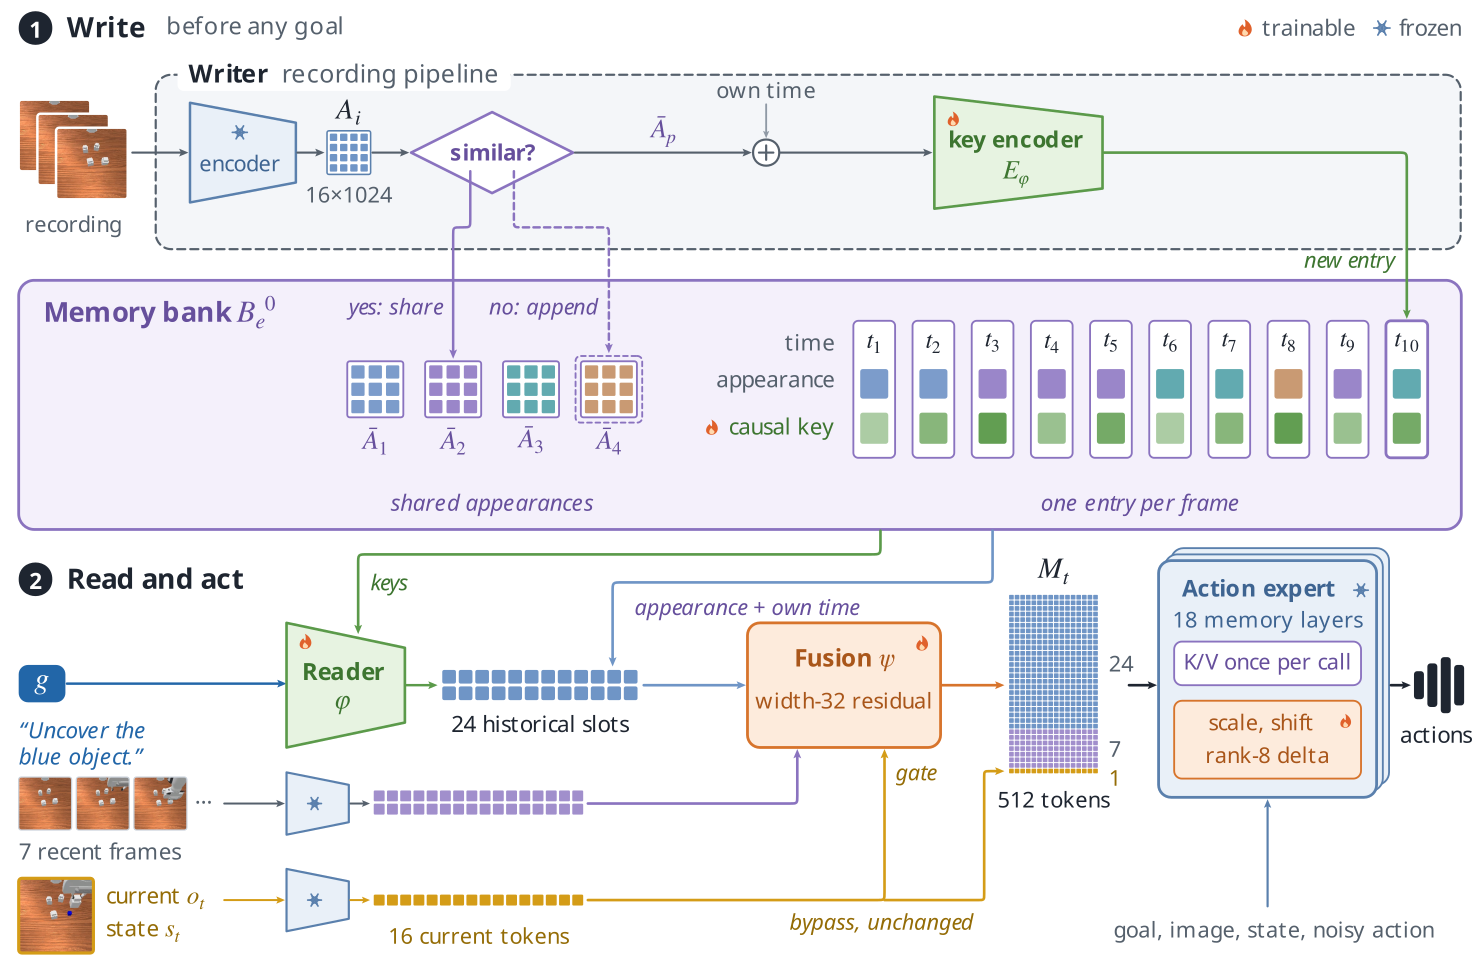 1 Write before any goal
trainable frozen
Writer recording pipeline
own time
A_i
Ā_p
encoder
similar?
key encoder
E_φ
16×1024
recording
new entry
Memory bank B_e^0
yes: share
no: append
time
t_1 t_2 t_3 t_4 t_5 t_6 t_7 t_8 t_9 t_10
appearance
causal key
Ā_1 Ā_2 Ā_3 Ā_4
shared appearances
one entry per frame
2 Read and act
keys
appearance + own time
M_t
Action expert
18 memory layers
K/V once per call
scale, shift
rank-8 delta
actions
g
Reader
φ
24 historical slots
Fusion ψ
width-32 residual
24
7
1
512 tokens
“Uncover the
blue object.”
...
7 recent frames
gate
current o_t
state s_t
16 current tokens
bypass, unchanged
goal, image, state, noisy action